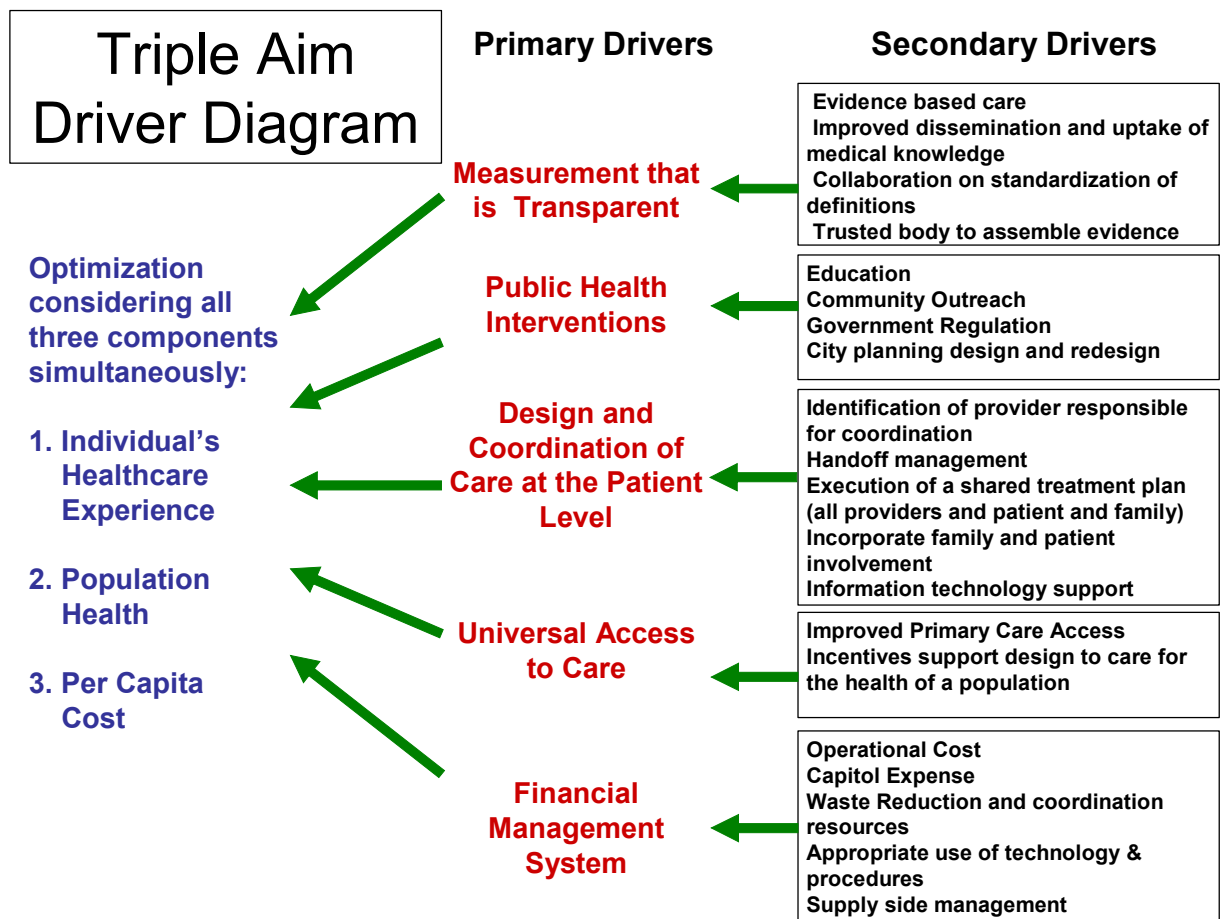 Triple Aim
Driver Diagram
Primary Drivers
Secondary Drivers
Optimization
considering all
three components
simultaneously:
1. Individual’s
Healthcare
Experience
2. Population
Health
3. Per Capita
Cost
Measurement that
is Transparent
Public Health
Interventions
Design and
Coordination of
Care at the Patient
Level
Universal Access
to Care
Financial
Management
System
Evidence based care
Improved dissemination and uptake of
medical knowledge
Collaboration on standardization of
definitions
Trusted body to assemble evidence
Education
Community Outreach
Government Regulation
City planning design and redesign
Identification of provider responsible
for coordination
Handoff management
Execution of a shared treatment plan
(all providers and patient and family)
Incorporate family and patient
involvement
Information technology support
Improved Primary Care Access
Incentives support design to care for
the health of a population
Operational Cost
Capitol Expense
Waste Reduction and coordination
resources
Appropriate use of technology &
procedures
Supply side management